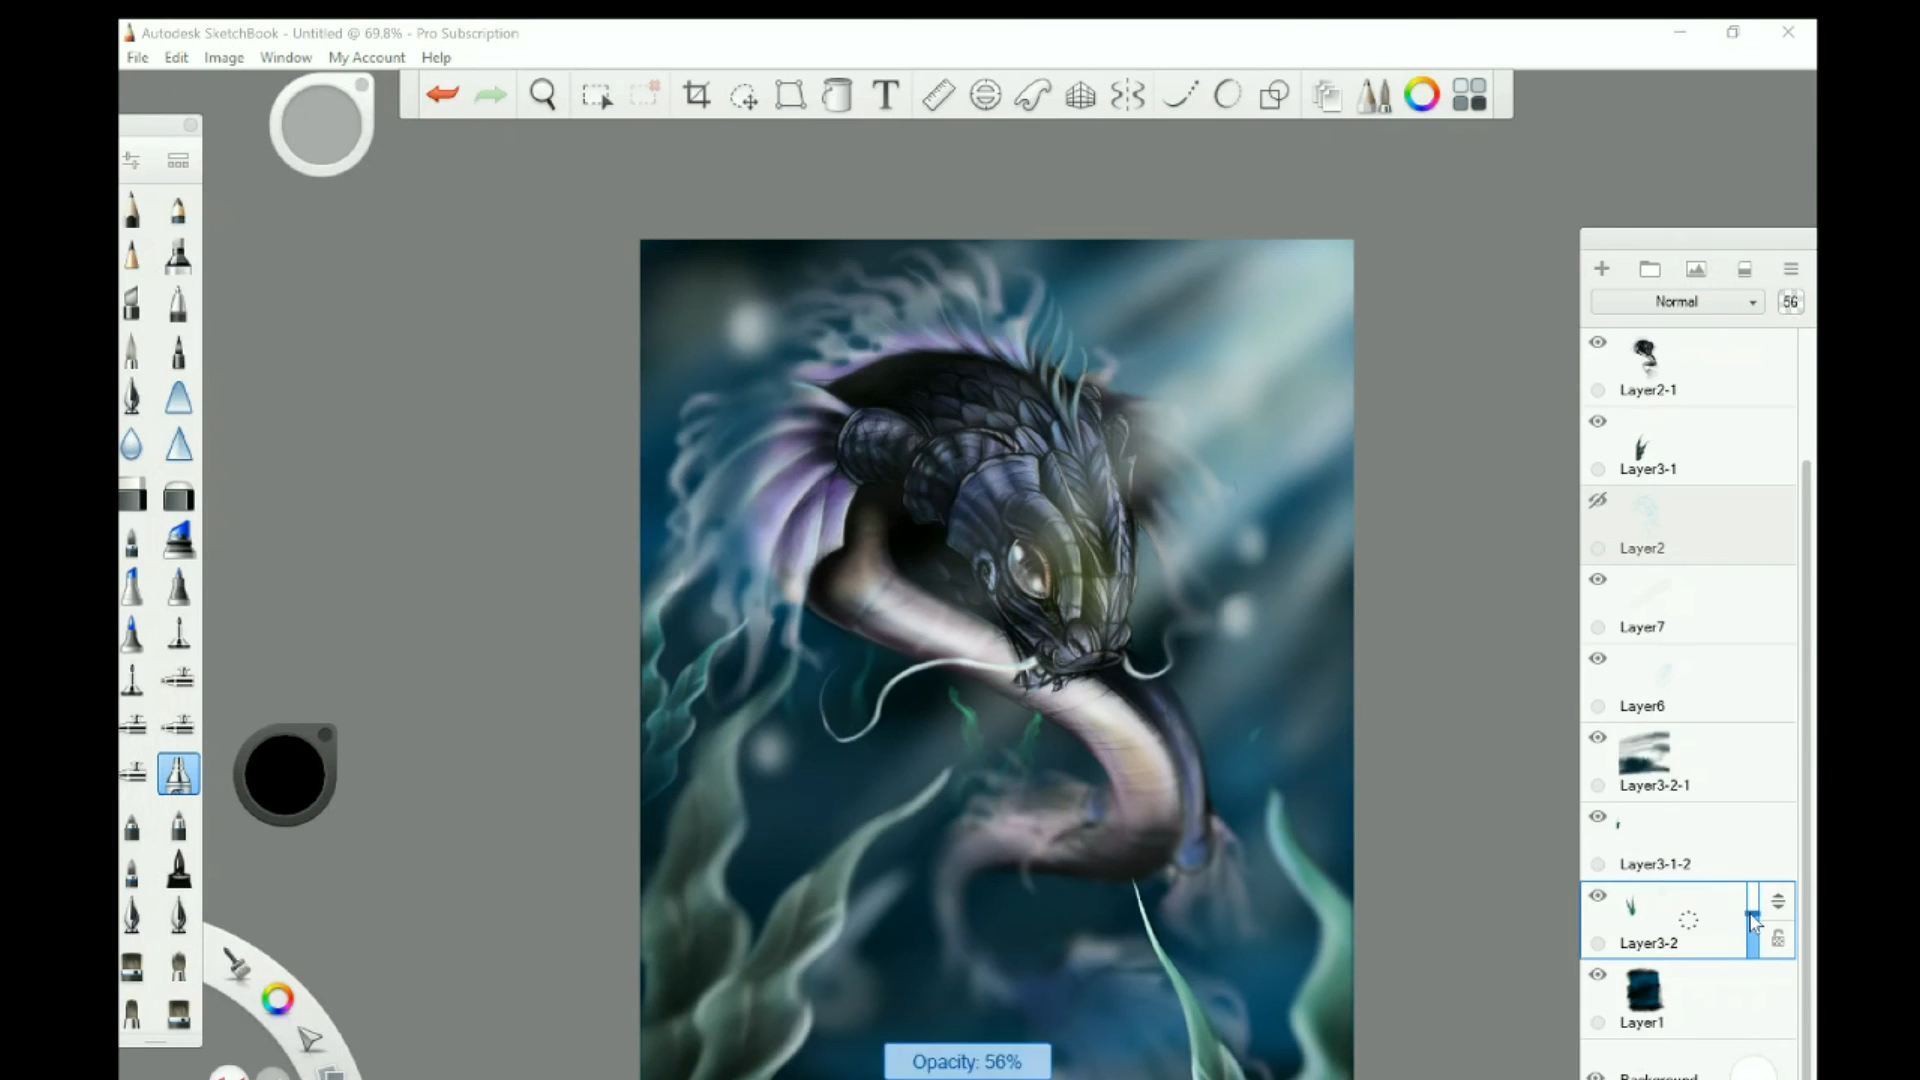 Autodesk SketchBook - Untitled @ 69.8% - Pro Subscription
File Edit Image Window My Account Help
T
Normal 56
Layer2-1
Layer3-1
Layer2
Layer7
Layer6
Layer3-2-1
Layer3-1-2
Layer3-2
Layer1
Opacity: 56%
Background